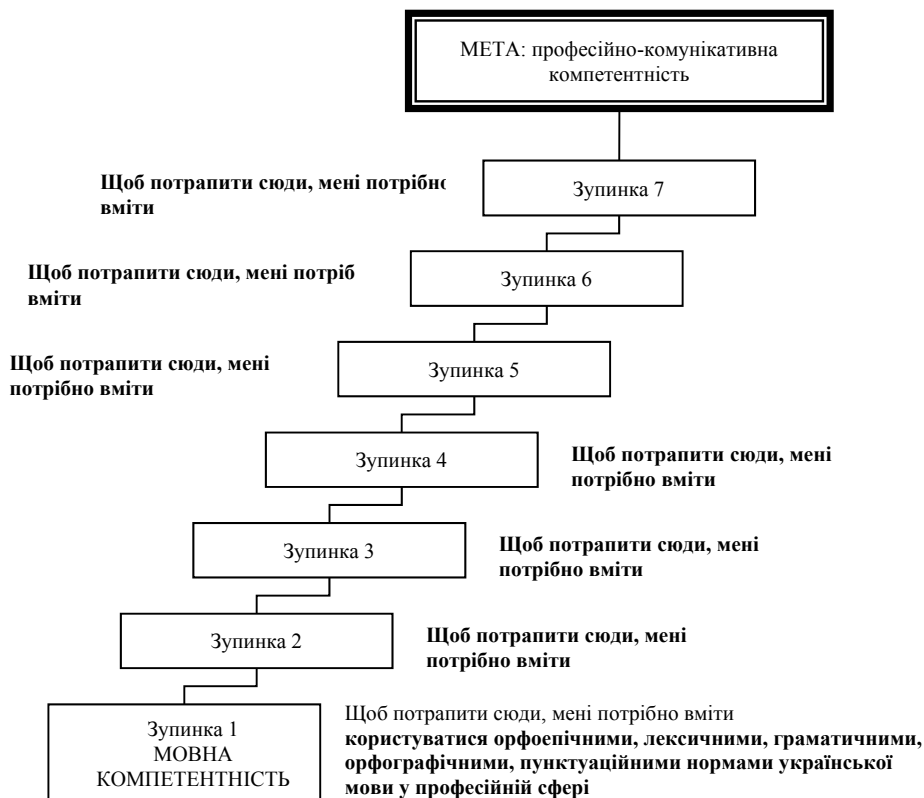 МЕТА: професійно-комунікативна
компетентність
Щоб потрапити сюди, мені потрібно
вміти
Зупинка 7
Щоб потрапити сюди, мені потріб
вміти
Зупинка 6
Щоб потрапити сюди, мені
потрібно вміти
Зупинка 5
Зупинка 4
Щоб потрапити сюди, мені
потрібно вміти
Зупинка 3
Щоб потрапити сюди, мені
потрібно вміти
Зупинка 2
Щоб потрапити сюди, мені
потрібно вміти
Зупинка 1
МОВНА
КОМПЕТЕНТНІСТЬ
Щоб потрапити сюди, мені потрібно вміти
користуватися орфоепічними, лексичними, граматичними,
орфографічними, пунктуаційними нормами української
мови у професійній сфері